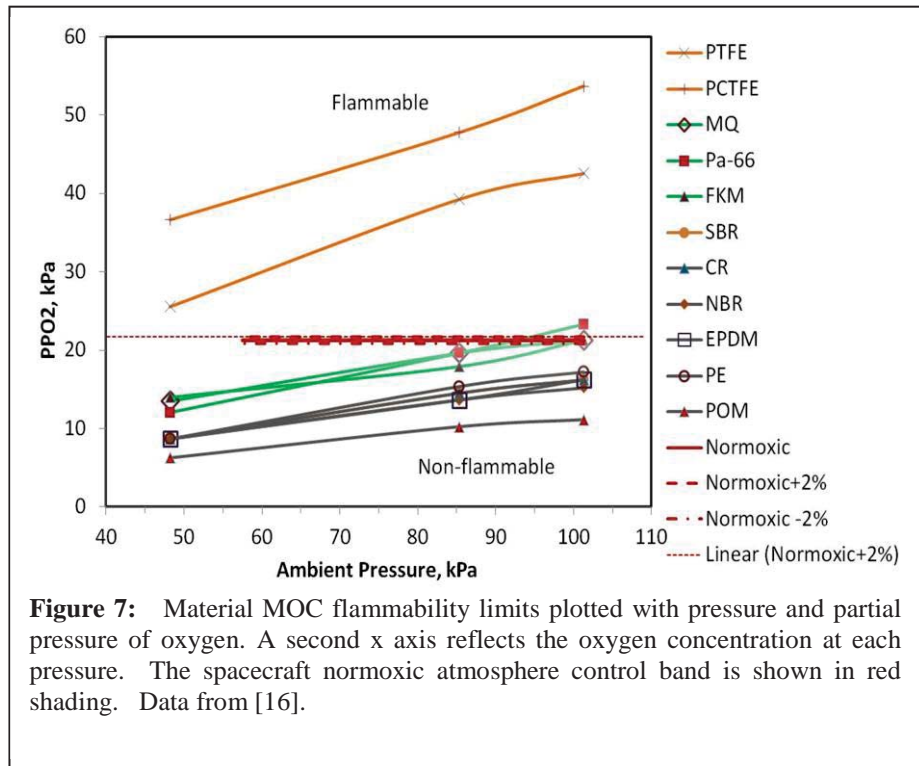 60
50
40
30
20
10
0
PPO2, kPa
Flammable
Non-flammable
40 50 60 70 80 90 100 110
Ambient Pressure, kPa
PTFE
PCTFE
MQ
Pa-66
FKM
SBR
CR
NBR
EPDM
PE
POM
Normoxic
Normoxic+2%
Normoxic -2%
Linear (Normoxic+2%)
Figure 7: Material MOC flammability limits plotted with pressure and partial
pressure of oxygen. A second x axis reflects the oxygen concentration at each
pressure. The spacecraft normoxic atmosphere control band is shown in red
shading. Data from [16].